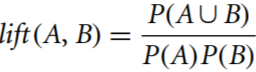 lift(A, B) = P(A ∪ B) / P(A)P(B)